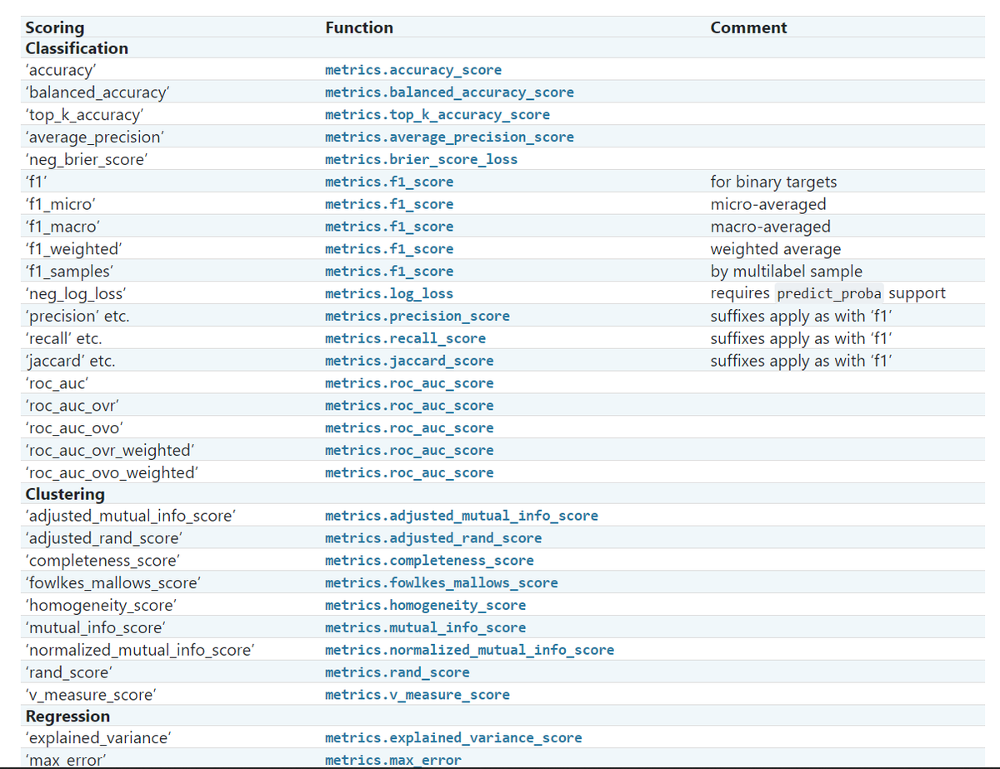 Scoring Function Comment
Classification
‘accuracy’ metrics.accuracy_score
‘balanced_accuracy’ metrics.balanced_accuracy_score
‘top_k_accuracy’ metrics.top_k_accuracy_score
‘average_precision’ metrics.average_precision_score
‘neg_brier_score’ metrics.brier_score_loss
‘f1’ metrics.f1_score for binary targets
‘f1_micro’ metrics.f1_score micro-averaged
‘f1_macro’ metrics.f1_score macro-averaged
‘f1_weighted’ metrics.f1_score weighted average
‘f1_samples’ metrics.f1_score by multilabel sample
‘neg_log_loss’ metrics.log_loss requires predict_proba support
‘precision’ etc. metrics.precision_score suffixes apply as with ‘f1’
‘recall’ etc. metrics.recall_score suffixes apply as with ‘f1’
‘jaccard’ etc. metrics.jaccard_score suffixes apply as with ‘f1’
‘roc_auc’ metrics.roc_auc_score
‘roc_auc_ovr’ metrics.roc_auc_score
‘roc_auc_ovo’ metrics.roc_auc_score
‘roc_auc_ovr_weighted’ metrics.roc_auc_score
‘roc_auc_ovo_weighted’ metrics.roc_auc_score
Clustering
‘adjusted_mutual_info_score’ metrics.adjusted_mutual_info_score
‘adjusted_rand_score’ metrics.adjusted_rand_score
‘completeness_score’ metrics.completeness_score
‘fowlkes_mallows_score’ metrics.fowlkes_mallows_score
‘homogeneity_score’ metrics.homogeneity_score
‘mutual_info_score’ metrics.mutual_info_score
‘normalized_mutual_info_score’ metrics.normalized_mutual_info_score
‘rand_score’ metrics.rand_score
‘v_measure_score’ metrics.v_measure_score
Regression
‘explained_variance’ metrics.explained_variance_score
‘max_error’ metrics.max_error